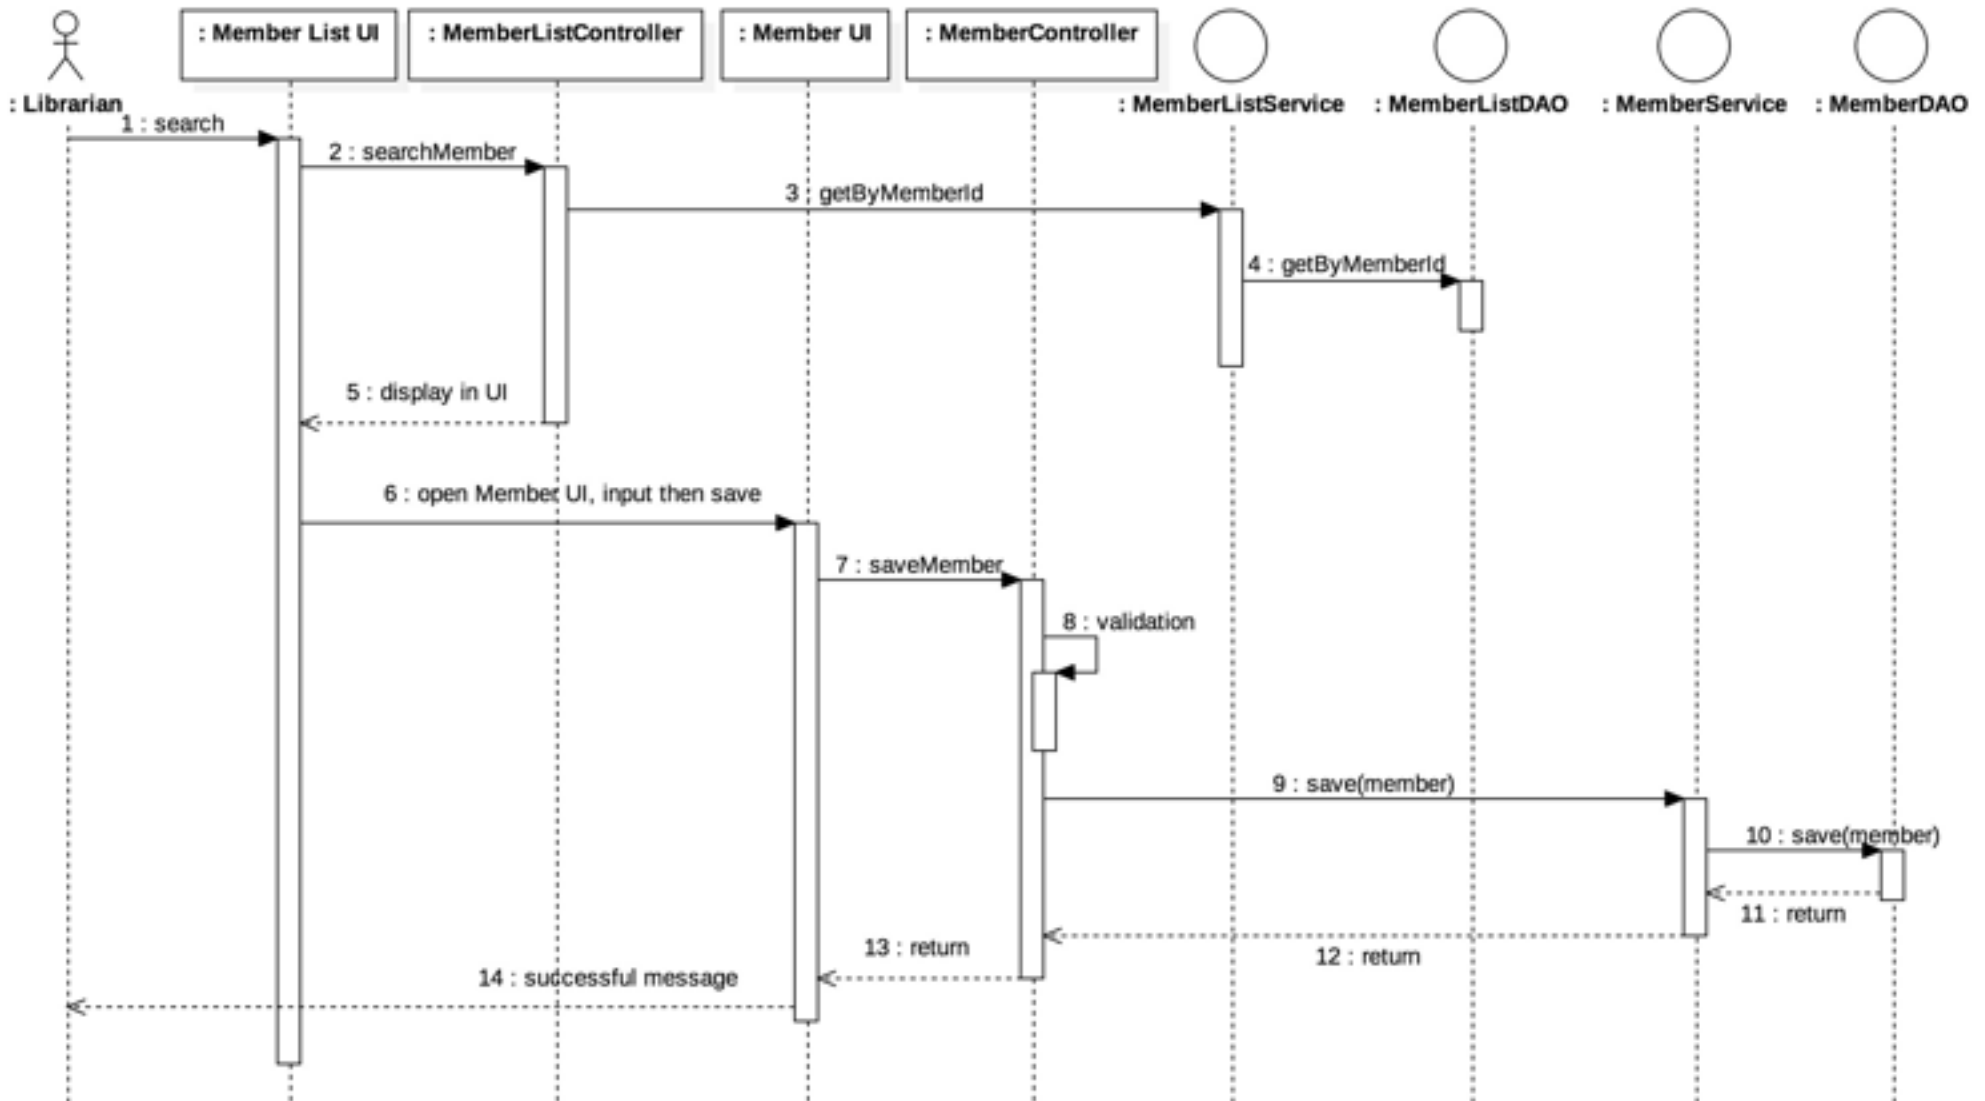 : Member List UI
: MemberListController
: Member UI
: MemberController
: Librarian
: MemberListService
: MemberListDAO
: MemberService
: MemberDAO
1 : search
2 : searchMember
3 : getByMemberId
4 : getByMemberId
5 : display in UI
6 : open Member UI, input then save
7 : saveMember
8 : validation
9 : save(member)
10 : save(member)
11 : return
12 : return
13 : return
14 : successful message